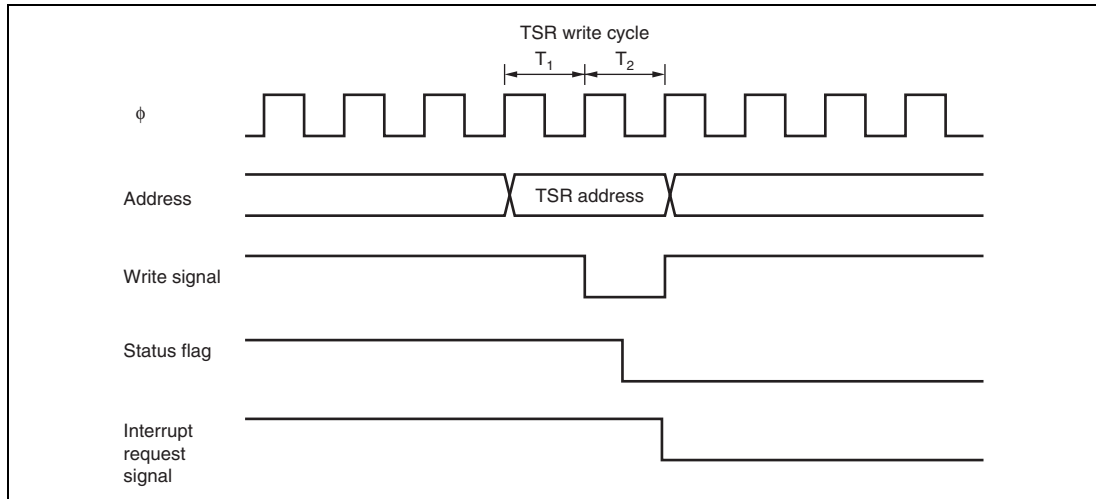 TSR write cycle
T1 T2
ϕ
Address
TSR address
Write signal
Status flag
Interrupt
request
signal